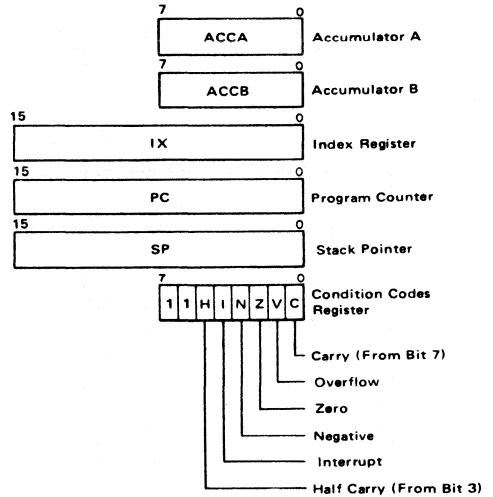 7 0
ACCA Accumulator A
7 0
ACCB Accumulator B
15 0
IX Index Register
15 0
PC Program Counter
15 0
SP Stack Pointer
7 0
1 1 H I N Z V C Condition Codes
Register
Carry (From Bit 7)
Overflow
Zero
Negative
Interrupt
Half Carry (From Bit 3)